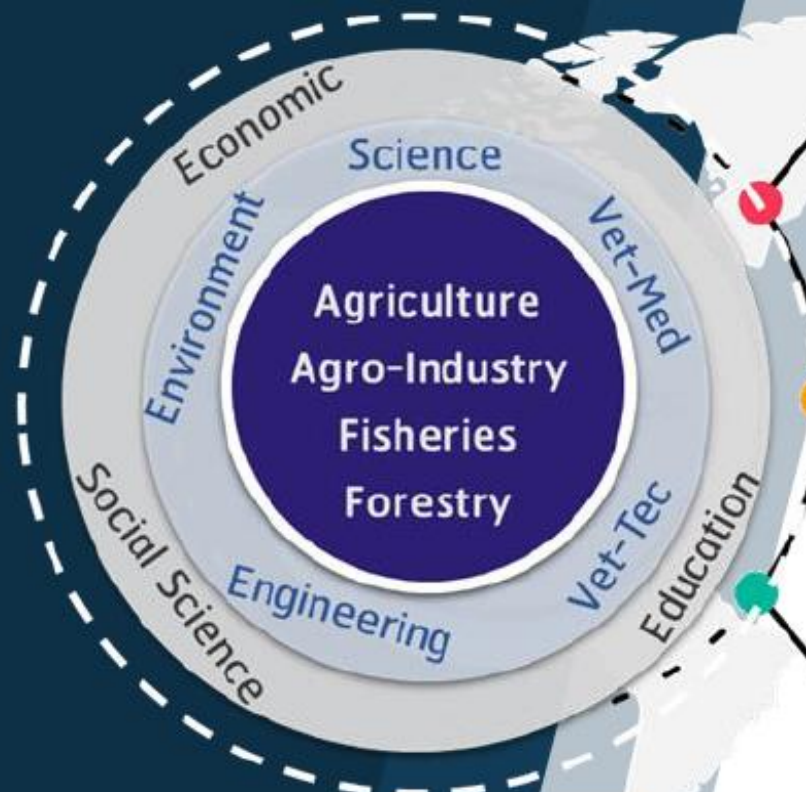 Economic
Science
Environment
Vet-Med
Agriculture
Agro-Industry
Fisheries
Forestry
Social Science
Engineering
Vet-Tec
Education